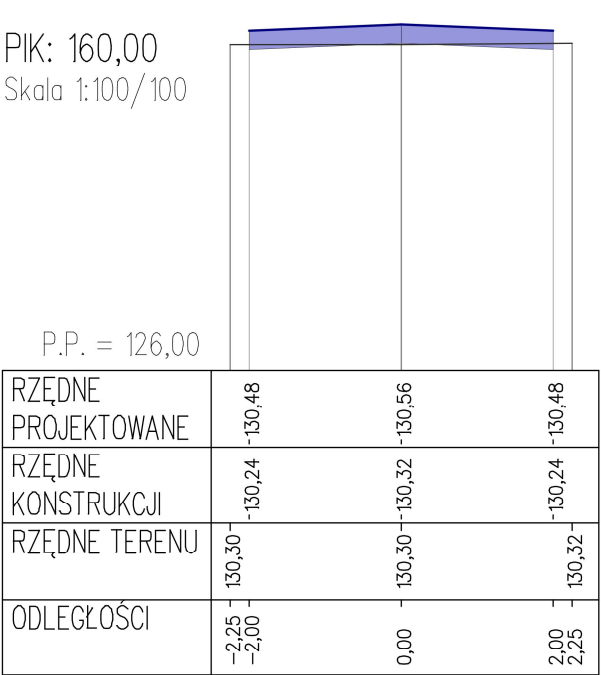 PIK: 160,00
Skala 1:100/100
P.P. = 126,00
RZĘDNE
PROJEKTOWANE
130,48
130,56
130,48
RZĘDNE
KONSTRUKCJI
130,24
130,32
130,24
RZĘDNE TERENU
130,30
130,30
130,32
ODLEGŁOŚCI
-2,25
-2,00
0,00
2,00
2,25